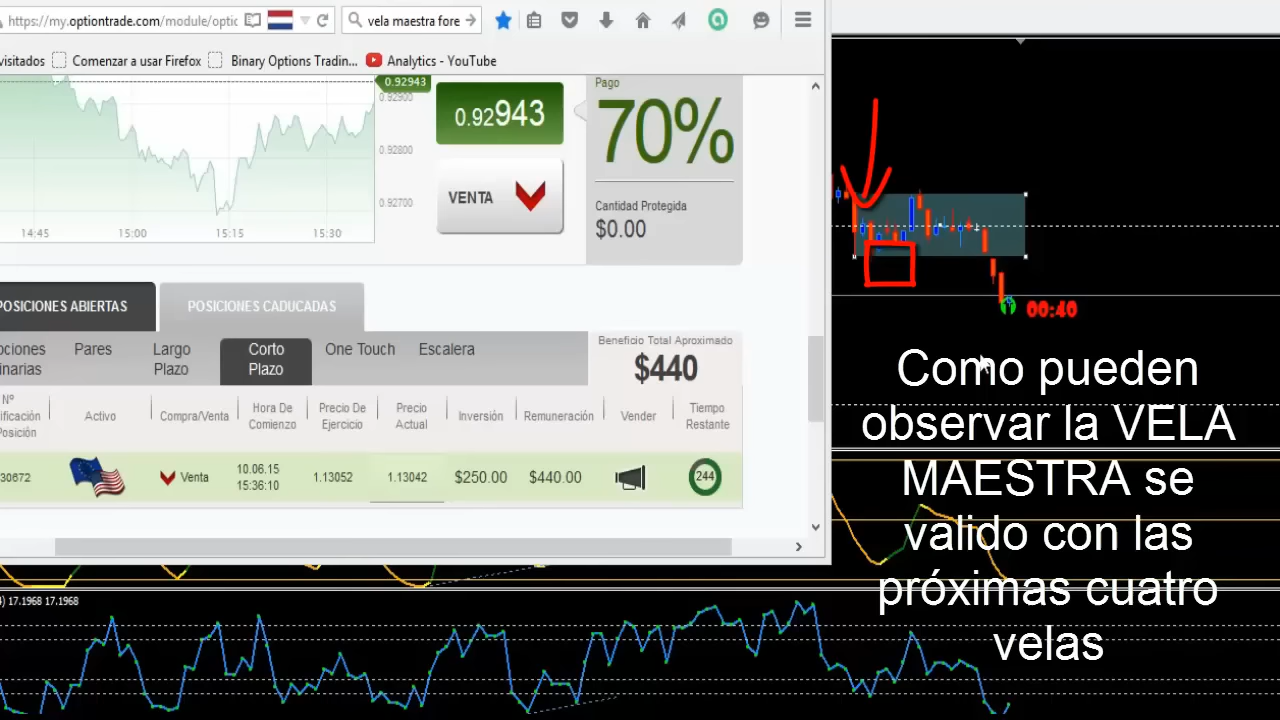 https://my.optiomtrade.com/module/optic
vela maestra fore
visitados
Comenzar a usar Firefox
Binary Options Tradin...
Analytics - YouTube
0.92943
0.92900
0.92800
0.92700
14:45
15:00
15:15
15:30
0.92943
VENTA
Pago
70%
Cantidad Protegida
$0.00
POSICIONES ABIERTAS
POSICIONES CADUCADAS
Pares
Largo
Plazo
Corto
Plazo
One Touch
Escalera
Beneficio Total Aproximado
$440
Nº
Activo
Compra/Venta
Hora De
Comienzo
Precio De
Ejercicio
Precio
Actual
Inversión
Remuneración
Vender
Tiempo
Restante
30672
Venta
10.06.15
15:36:10
1.13052
1.13042
$250.00
$440.00
244
00:40
Como pueden
observar la VELA
MAESTRA se
valido con las
próximas cuatro
velas
17.1968 17.1968